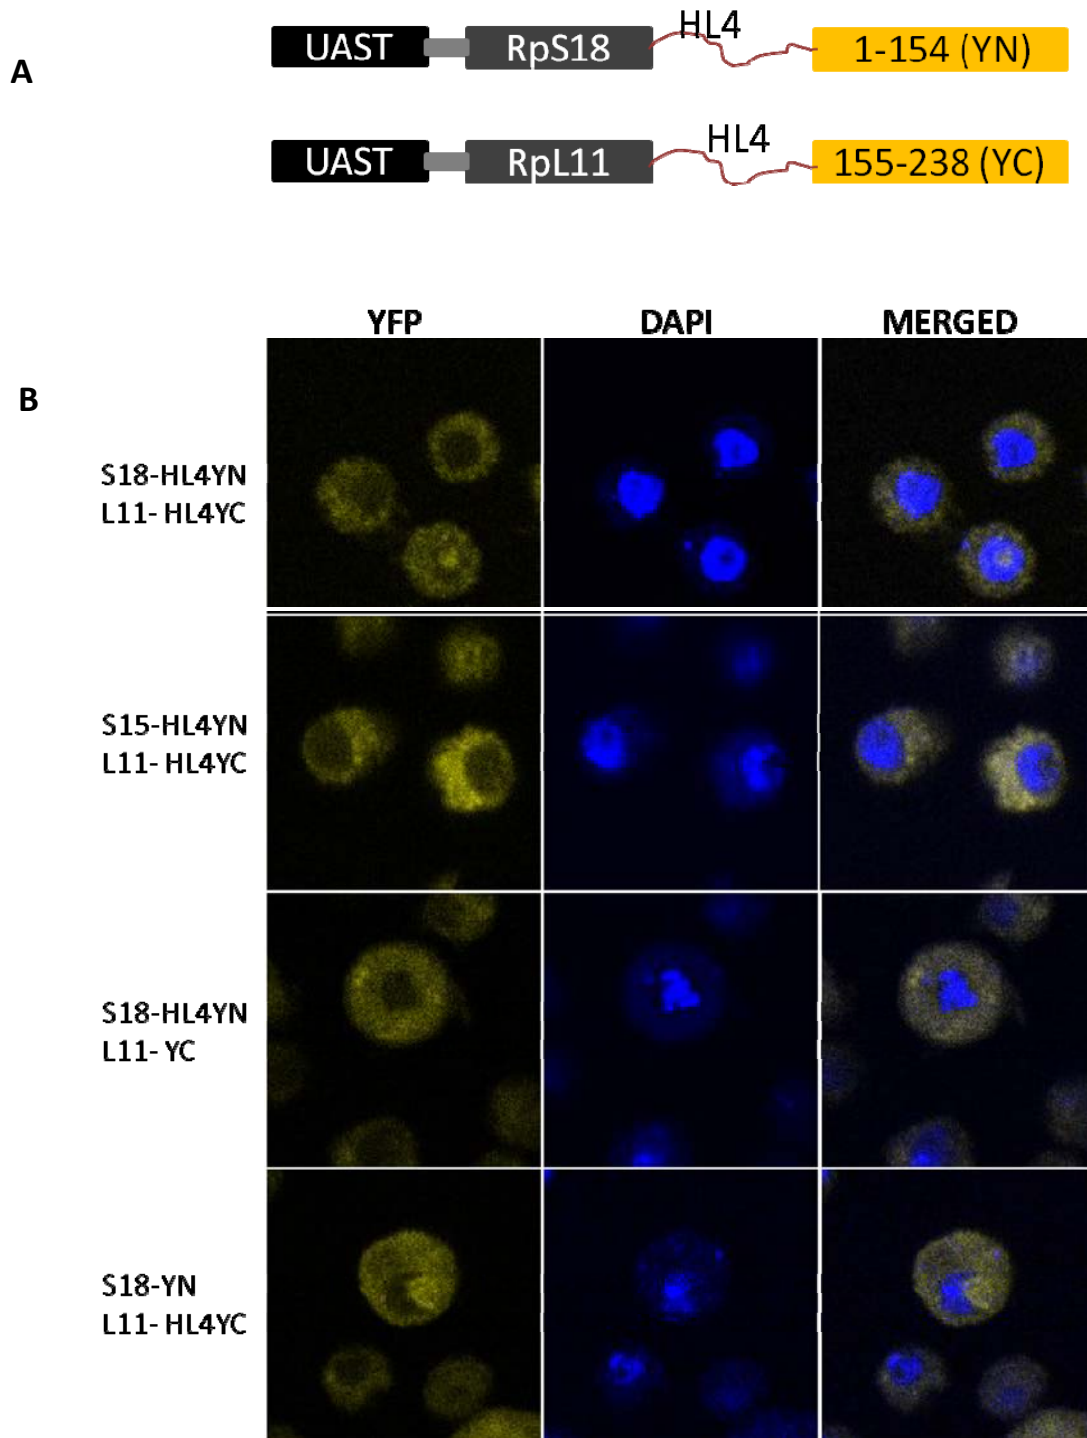 A
UAST RpS18 HL4 1-154 (YN)
UAST RpL11 HL4 155-238 (YC)
B
YFP DAPI MERGED
S18-HL4YN
L11- HL4YC
S15-HL4YN
L11- HL4YC
S18-HL4YN
L11- YC
S18-YN
L11- HL4YC